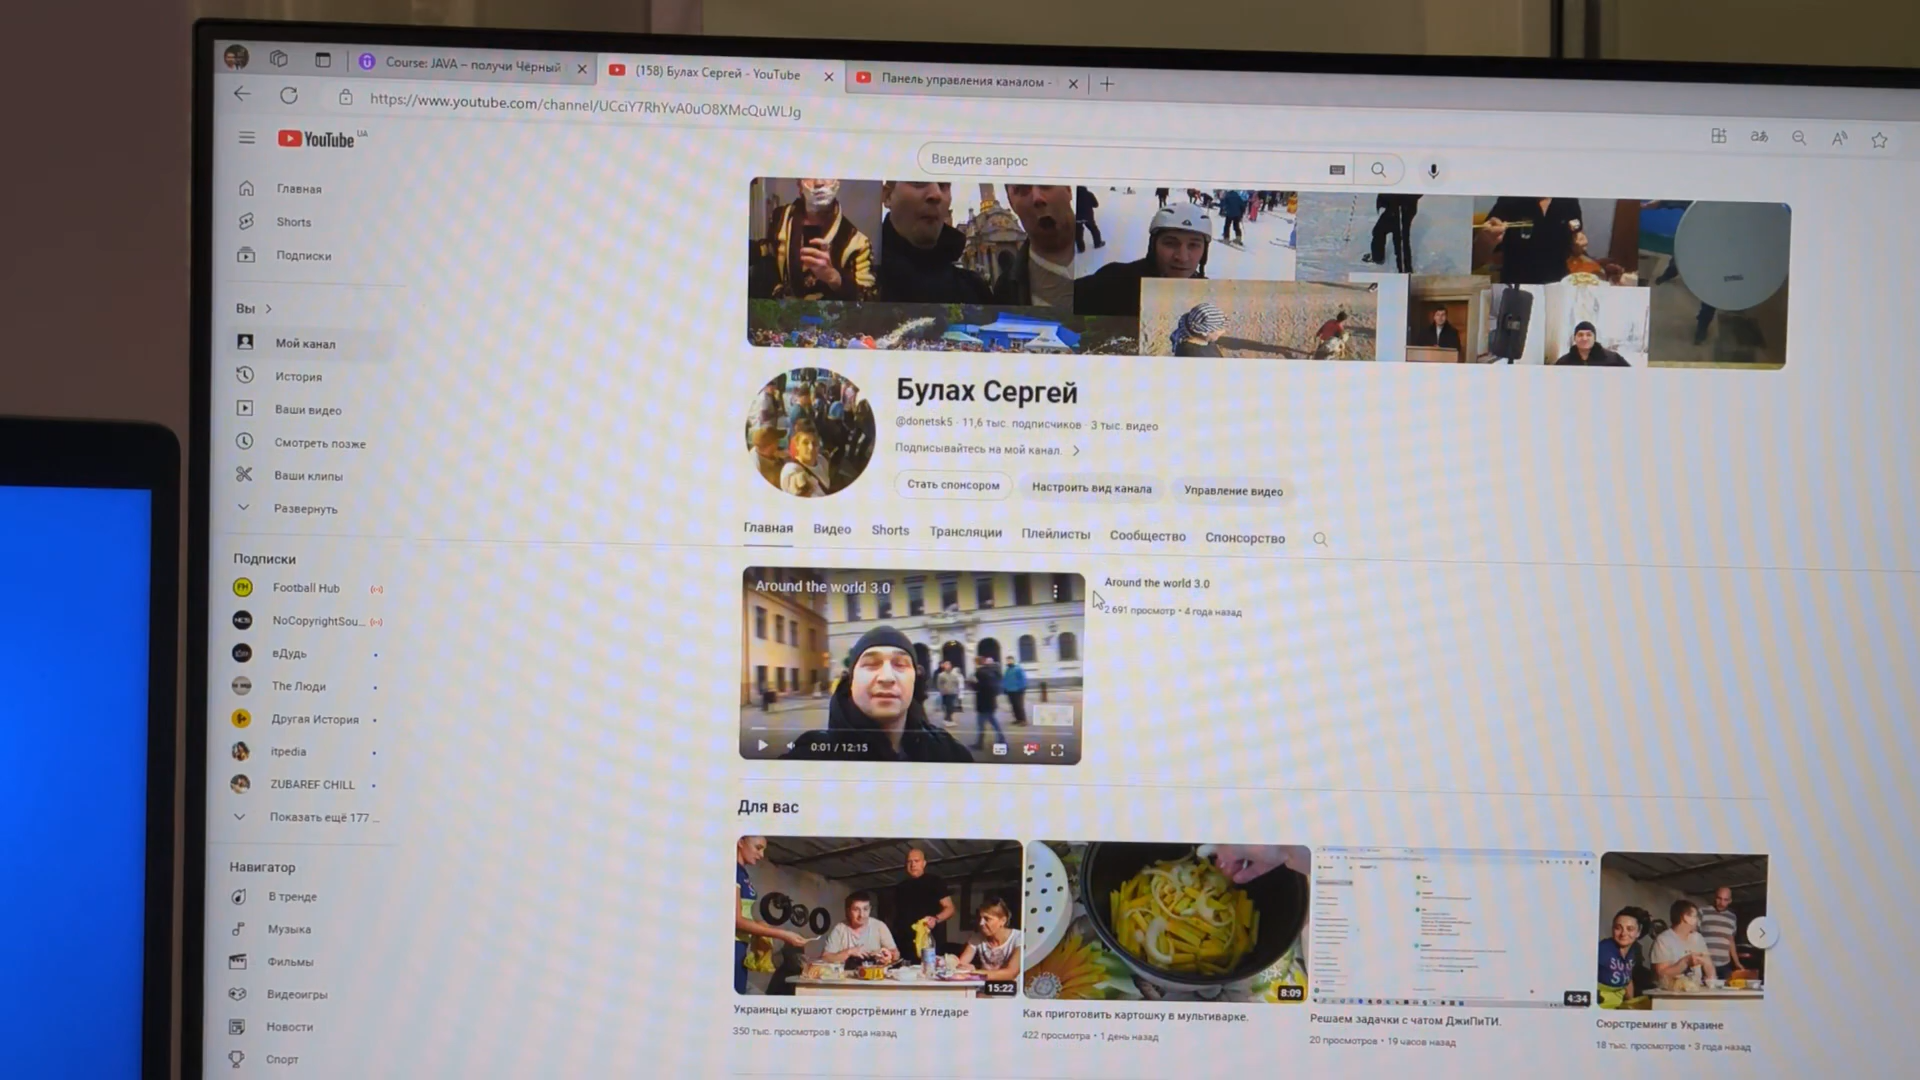 Course: JAVA – получи Чёрный
(158) Булах Сергей - YouTube
Панель управления каналом -
https://www.youtube.com/channel/UCciY7RhYvA0uO8XMcQuWLJg
YouTube UA
Введите запрос
Главная
Shorts
Подписки
Вы
Мой канал
История
Ваши видео
Смотреть позже
Ваши клипы
Развернуть
Подписки
Football Hub
NoCopyrightSou...
вДудь
The Люди
Другая История
itpedia
ZUBAREF CHILL
Показать ещё 177 ...
Навигатор
В тренде
Музыка
Фильмы
Видеоигры
Новости
Спорт
Булах Сергей
@donetsk5 · 11,6 тыс. подписчиков · 3 тыс. видео
Подписывайтесь на мой канал.
Стать спонсором
Настроить вид канала
Управление видео
Главная
Видео
Shorts
Трансляции
Плейлисты
Сообщество
Спонсорство
Around the world 3.0
0:01 / 12:15
Around the world 3.0
2 691 просмотр • 4 года назад
Для вас
15:22
Украинцы кушают сюрстрёминг в Угледаре
350 тыс. просмотров • 3 года назад
8:09
Как приготовить картошку в мультиварке.
422 просмотра • 1 день назад
4:34
Решаем задачки с чатом ДжиПиТИ.
20 просмотров • 19 часов назад
Сюрстреминг в Украине
18 тыс. просмотров • 3 года назад